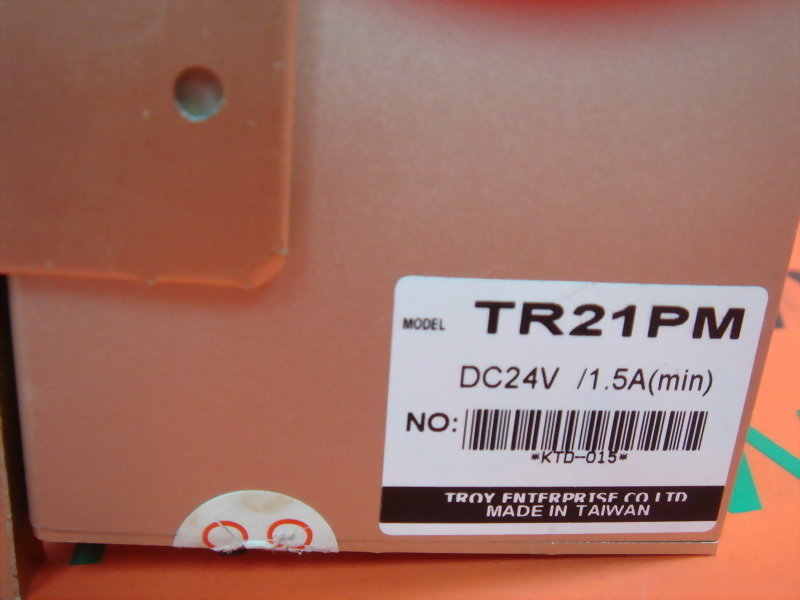 MODEL TR21PM
DC24V /1.5A(min)
NO:
*KTD-015*
TROY ENTERPRISE CO LTD
MADE IN TAIWAN